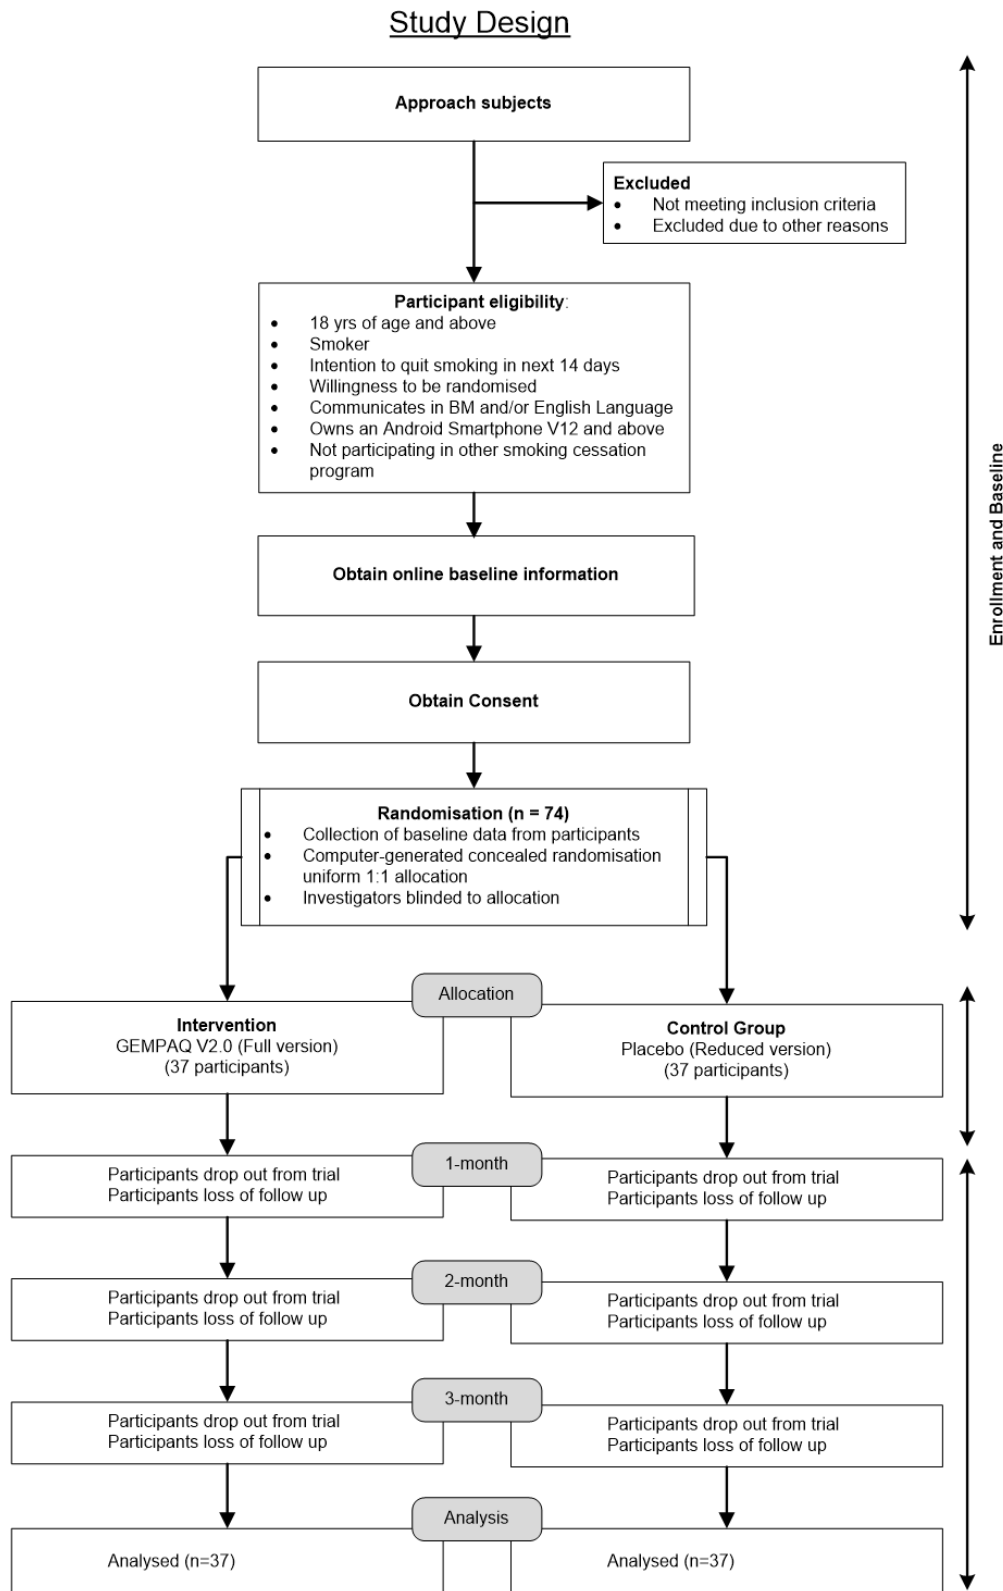 Study Design
Approach subjects
Excluded
• Not meeting inclusion criteria
• Excluded due to other reasons
Participant eligibility:
• 18 yrs of age and above
• Smoker
• Intention to quit smoking in next 14 days
• Willingness to be randomised
• Communicates in BM and/or English Language
• Owns an Android Smartphone V12 and above
• Not participating in other smoking cessation
program
Enrollment and Baseline
Obtain online baseline information
Obtain Consent
Randomisation (n = 74)
• Collection of baseline data from participants
• Computer-generated concealed randomisation
uniform 1:1 allocation
• Investigators blinded to allocation
Allocation
Intervention
GEMPAQ V2.0 (Full version)
(37 participants)
Control Group
Placebo (Reduced version)
(37 participants)
1-month
Participants drop out from trial
Participants loss of follow up
Participants drop out from trial
Participants loss of follow up
2-month
Participants drop out from trial
Participants loss of follow up
Participants drop out from trial
Participants loss of follow up
3-month
Participants drop out from trial
Participants loss of follow up
Participants drop out from trial
Participants loss of follow up
Analysis
Analysed (n=37)
Analysed (n=37)